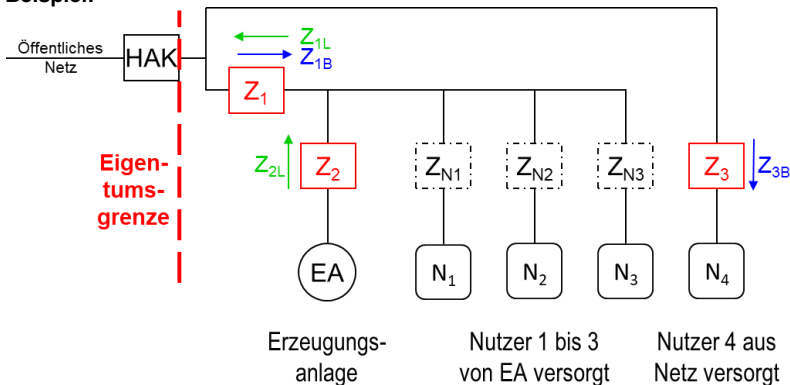 Beispiel:
Öffentliches
Netz
HAK
Z1L
Z1B
Z1
Eigen-
tums-
grenze
Z2L
Z2
ZN1
ZN2
ZN3
Z3
Z3B
EA
N1
N2
N3
N4
Erzeugungs-
anlage
Nutzer 1 bis 3
von EA versorgt
Nutzer 4 aus
Netz versorgt